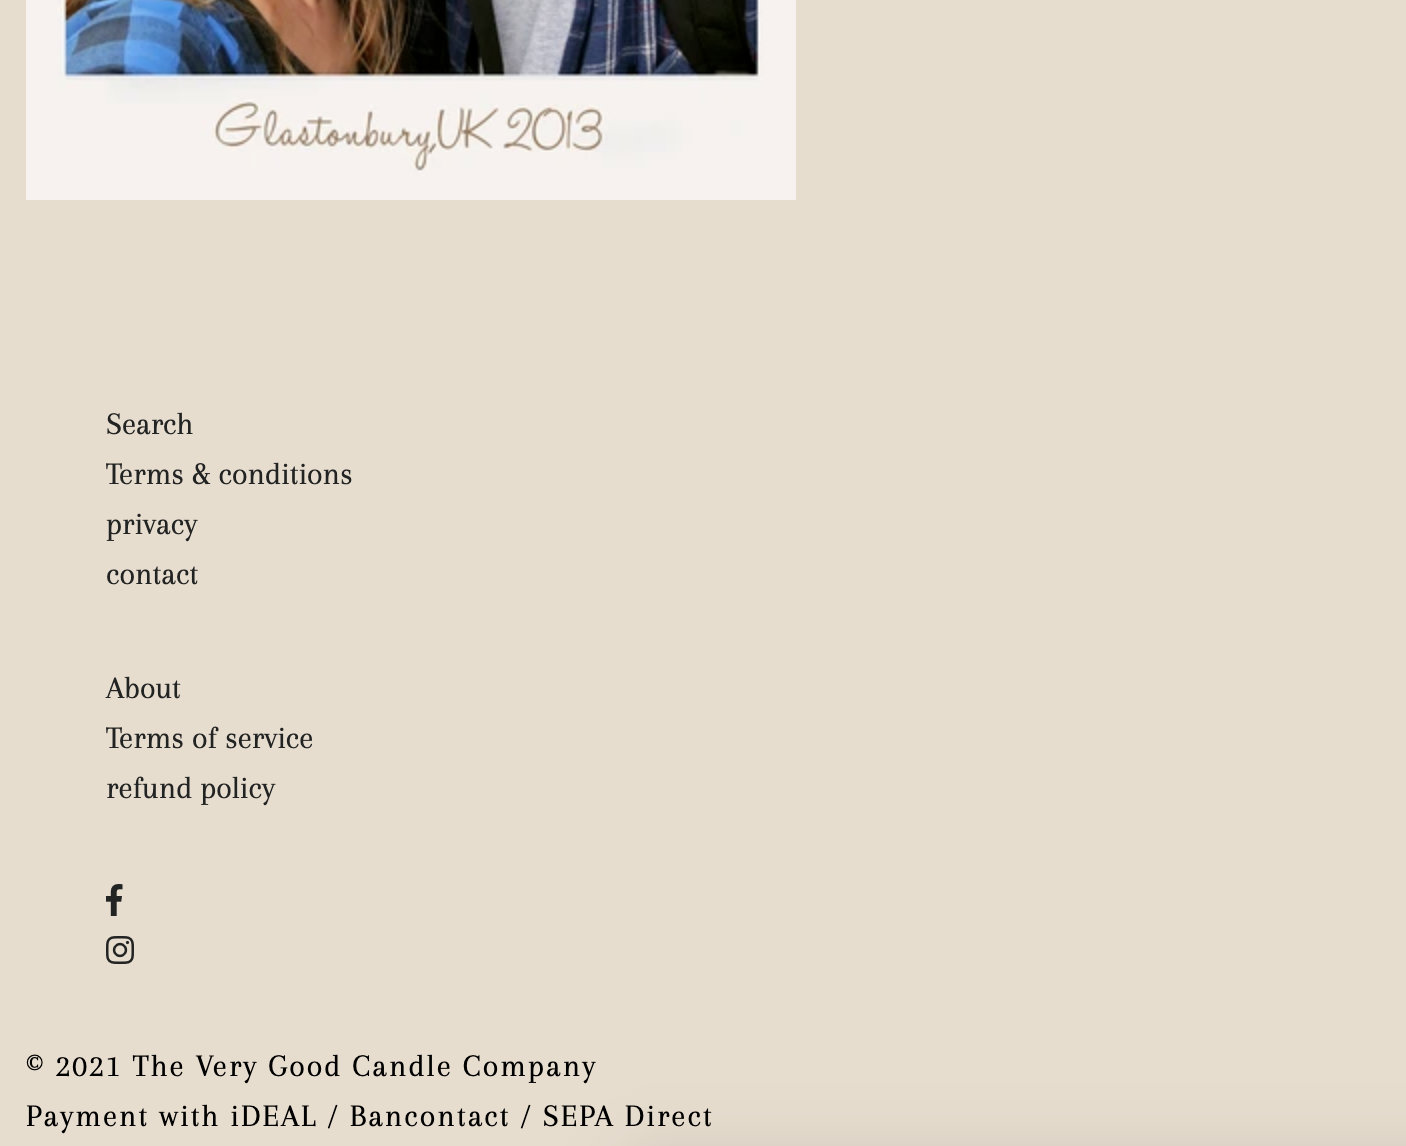 Glastonbury,UK 2013
Search
Terms & conditions
privacy
contact
About
Terms of service
refund policy
© 2021 The Very Good Candle Company
Payment with iDEAL / Bancontact / SEPA Direct